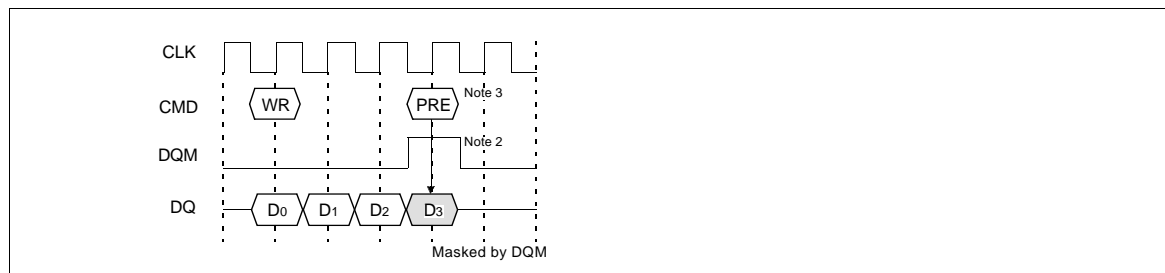 CLK
CMD WR PRE Note 3
DQM Note 2
DQ D0 D1 D2 D3
Masked by DQM